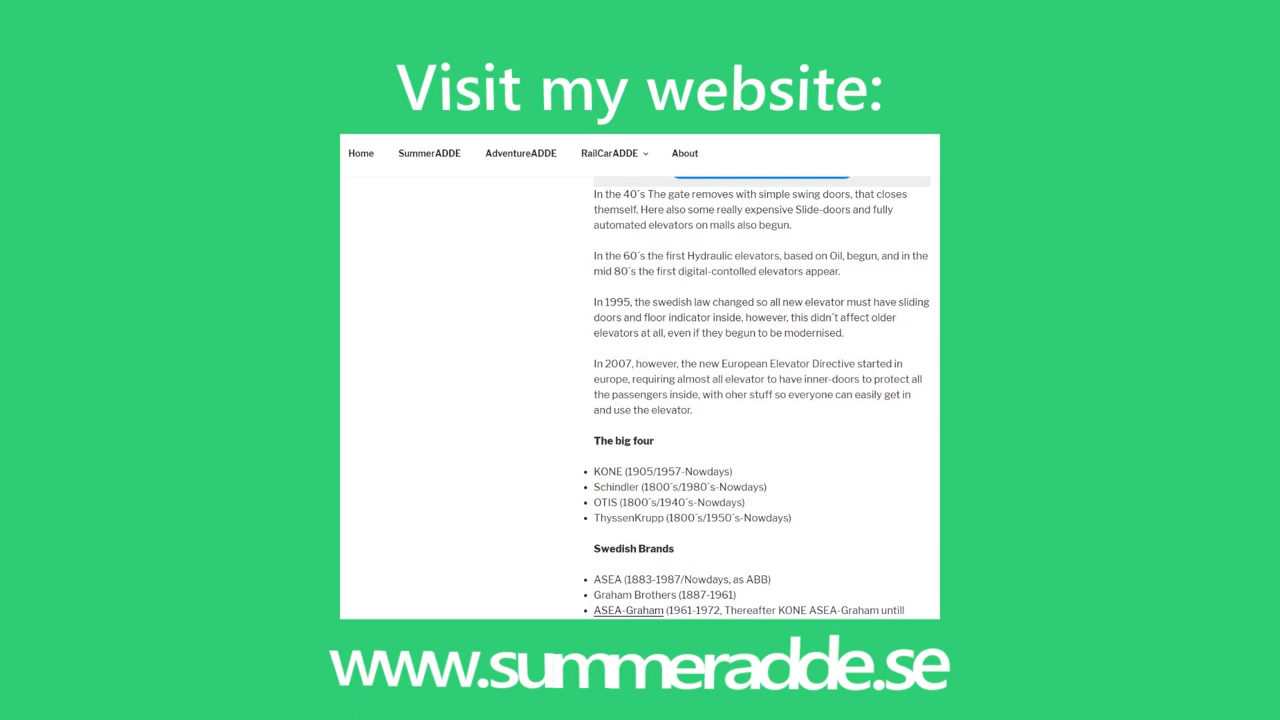 Visit my website:
Home SummerADDE AdventureADDE RailCarADDE About
In the 40´s The gate removes with simple swing doors, that closes
themself. Here also some really expensive Slide-doors and fully
automated elevators on malls also begun.
In the 60´s the first Hydraulic elevators, based on Oil, begun, and in the
mid 80´s the first digital-contolled elevators appear.
In 1995, the swedish law changed so all new elevator must have sliding
doors and floor indicator inside, however, this didn´t affect older
elevators at all, even if they begun to be modernised.
In 2007, however, the new European Elevator Directive started in
europe, requiring almost all elevator to have inner-doors to protect all
the passengers inside, with oher stuff so everyone can easily get in
and use the elevator.
The big four
• KONE (1905/1957-Nowdays)
• Schindler (1800´s/1980´s-Nowdays)
• OTIS (1800´s/1940´s-Nowdays)
• ThyssenKrupp (1800´s/1950´s-Nowdays)
Swedish Brands
• ASEA (1883-1987/Nowdays, as ABB)
• Graham Brothers (1887-1961)
• ASEA-Graham (1961-1972, Thereafter KONE ASEA-Graham untill
www.summeradde.se